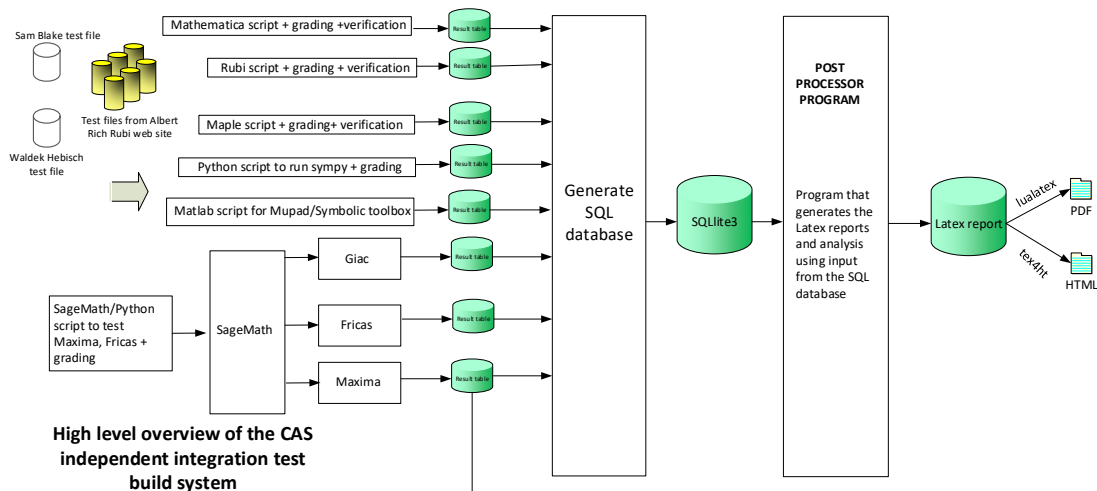 Mathematica script + grading +verification
Result table
Sam Blake test file
Rubi script + grading + verification
Result table
Test files from Albert
Rich Rubi web site
Maple script + grading+ verification
Result table
Waldek Hebisch
test file
Python script to run sympy + grading
Result table
Matlab script for Mupad/Symbolic toolbox
Result table
Giac
Result table
SageMath/Python
script to test
Maxima, Fricas +
grading
SageMath
Fricas
Result table
Maxima
Result table
Generate
SQL
database
SQLlite3
POST
PROCESSOR
PROGRAM
Program that
generates the
Latex reports
and analysis
using input
from the SQL
database
Latex report
lualatex
PDF
tex4ht
HTML
High level overview of the CAS
independent integration test
build system